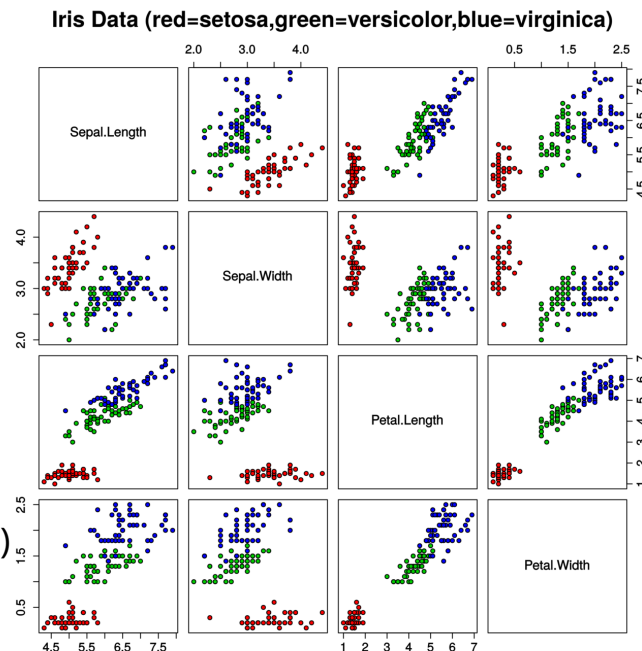 Iris Data (red=setosa,green=versicolor,blue=virginica)
2.0 3.0 4.0 0.5 1.5 2.5
Sepal.Length
7.5
6.5
5.5
4.5
4.0
3.0
2.0
Sepal.Width
Petal.Length
7
6
5
4
3
2
1
2.5
1.5
0.5
)
Petal.Width
4.5 5.5 6.5 7.5 1 2 3 4 5 6 7